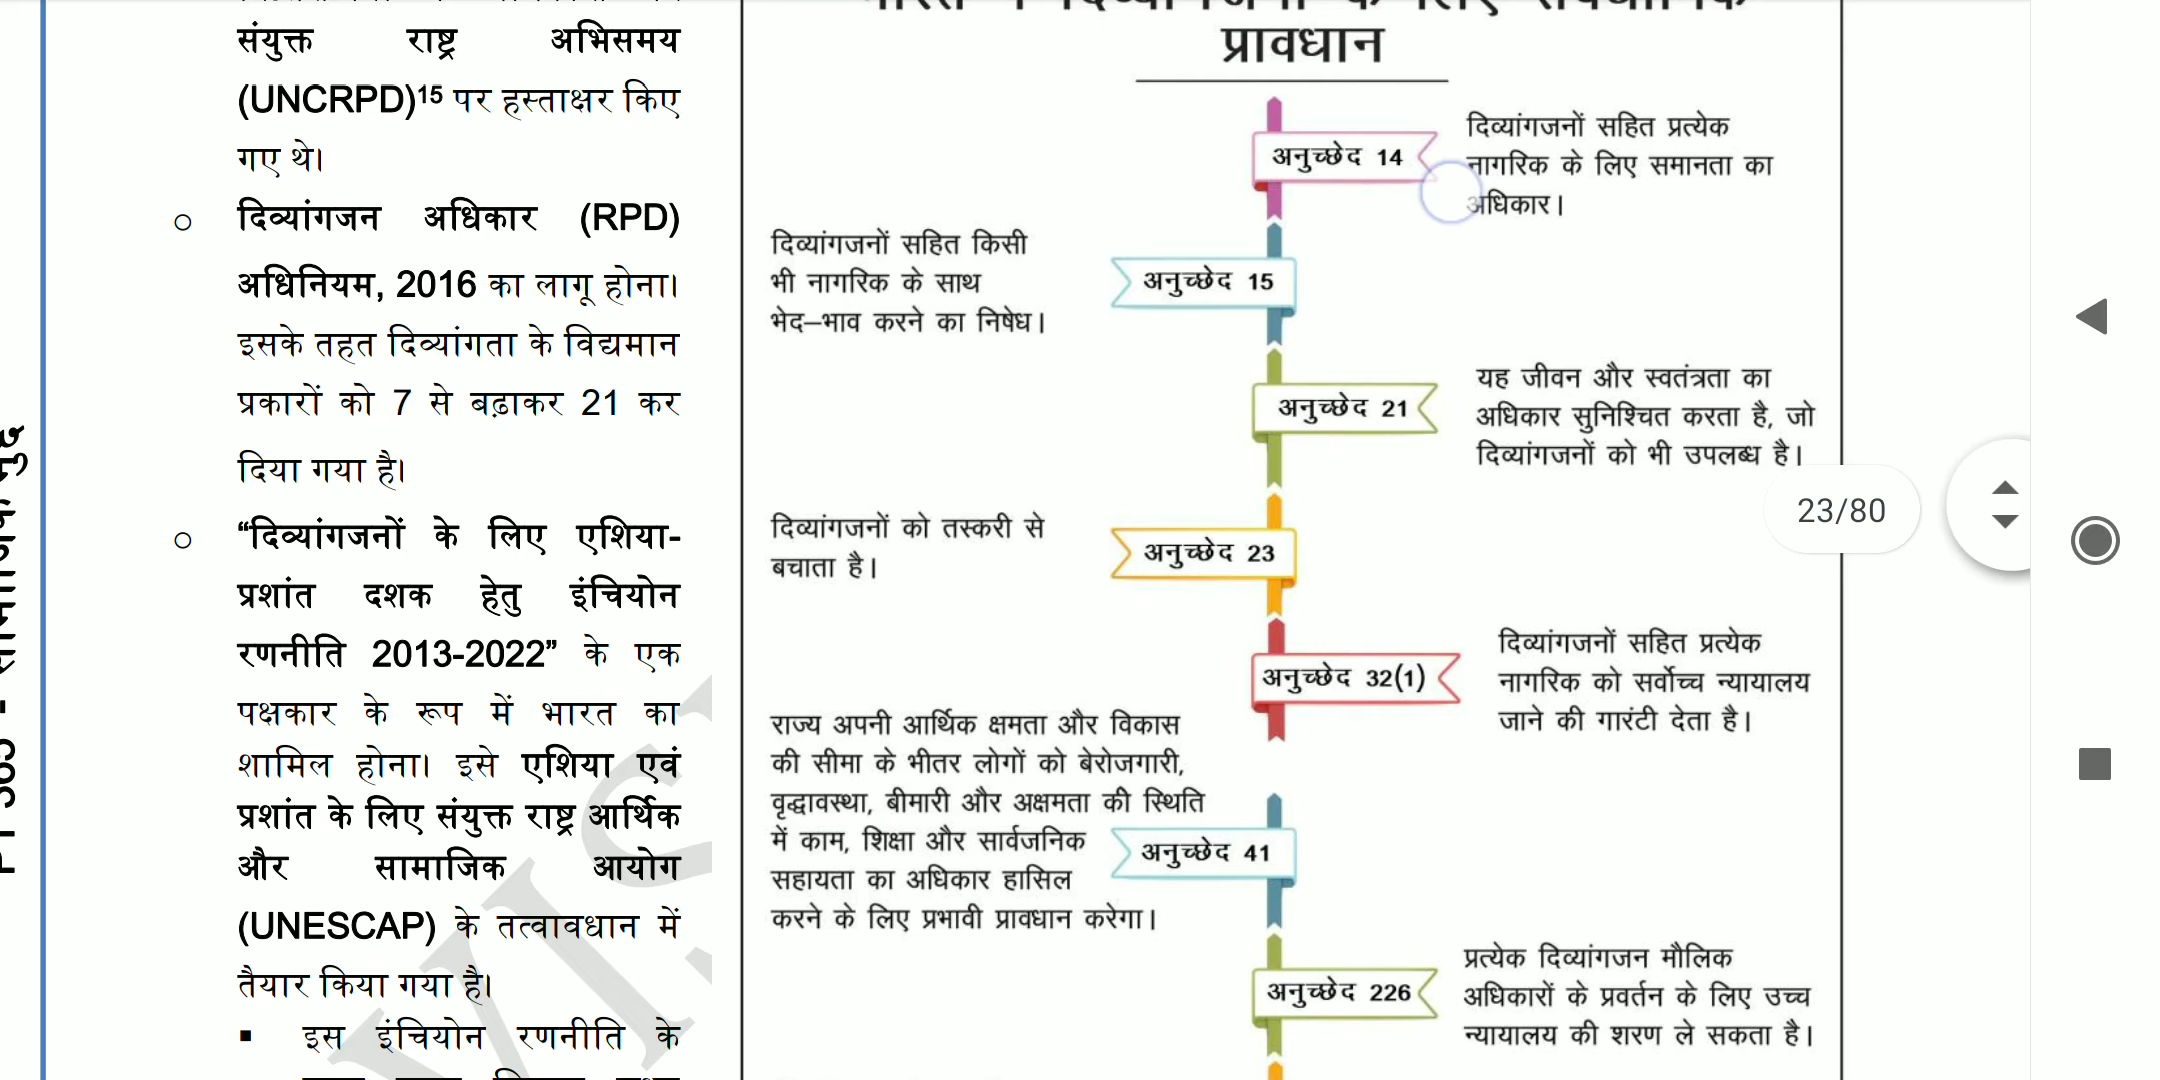 संयुक्त राष्ट्र अभिसमय
(UNCRPD)15 पर हस्ताक्षर किए
गए थे।
○ दिव्यांगजन अधिकार (RPD)
अधिनियम, 2016 का लागू होना।
इसके तहत दिव्यांगता के विद्यमान
प्रकारों को 7 से बढ़ाकर 21 कर
दिया गया है।
○ “दिव्यांगजनों के लिए एशिया-
प्रशांत दशक हेतु इंचियोन
रणनीति 2013-2022” के एक
पक्षकार के रूप में भारत का
शामिल होना। इसे एशिया एवं
प्रशांत के लिए संयुक्त राष्ट्र आर्थिक
और सामाजिक आयोग
(UNESCAP) के तत्वावधान में
तैयार किया गया है।
▪ इस इंचियोन रणनीति के
प्रावधान
अनुच्छेद 14
दिव्यांगजनों सहित प्रत्येक
नागरिक के लिए समानता का
अधिकार।
दिव्यांगजनों सहित किसी
भी नागरिक के साथ
भेद–भाव करने का निषेध।
अनुच्छेद 15
अनुच्छेद 21
यह जीवन और स्वतंत्रता का
अधिकार सुनिश्चित करता है, जो
दिव्यांगजनों को भी उपलब्ध है।
दिव्यांगजनों को तस्करी से
बचाता है।
अनुच्छेद 23
अनुच्छेद 32(1)
दिव्यांगजनों सहित प्रत्येक
नागरिक को सर्वोच्च न्यायालय
जाने की गारंटी देता है।
राज्य अपनी आर्थिक क्षमता और विकास
की सीमा के भीतर लोगों को बेरोजगारी,
वृद्धावस्था, बीमारी और अक्षमता की स्थिति
में काम, शिक्षा और सार्वजनिक
सहायता का अधिकार हासिल
करने के लिए प्रभावी प्रावधान करेगा।
अनुच्छेद 41
अनुच्छेद 226
प्रत्येक दिव्यांगजन मौलिक
अधिकारों के प्रवर्तन के लिए उच्च
न्यायालय की शरण ले सकता है।
23/80